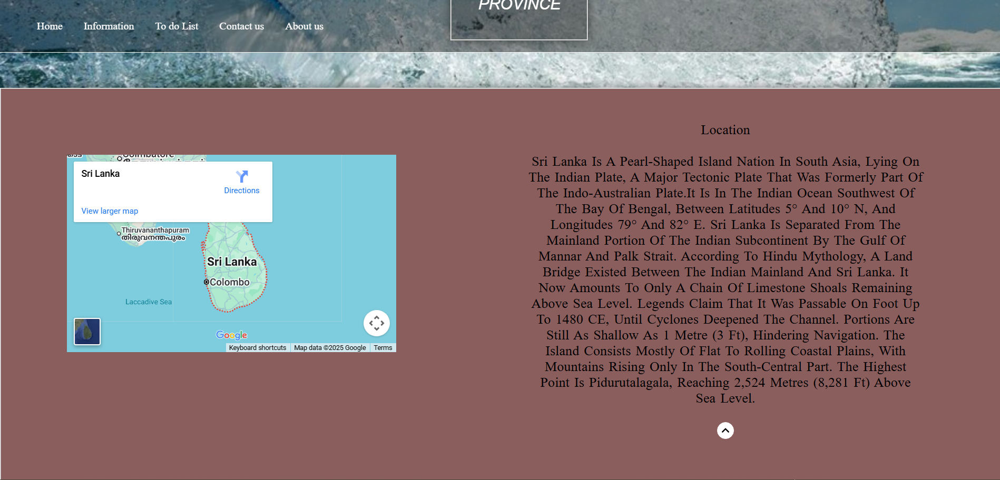 PROVINCE
Home Information To do List Contact us About us
Location
Sri Lanka Is A Pearl-Shaped Island Nation In South Asia, Lying On
The Indian Plate, A Major Tectonic Plate That Was Formerly Part Of
The Indo-Australian Plate.It Is In The Indian Ocean Southwest Of
The Bay Of Bengal, Between Latitudes 5° And 10° N, And
Longitudes 79° And 82° E. Sri Lanka Is Separated From The
Mainland Portion Of The Indian Subcontinent By The Gulf Of
Mannar And Palk Strait. According To Hindu Mythology, A Land
Bridge Existed Between The Indian Mainland And Sri Lanka. It
Now Amounts To Only A Chain Of Limestone Shoals Remaining
Above Sea Level. Legends Claim That It Was Passable On Foot Up
To 1480 CE, Until Cyclones Deepened The Channel. Portions Are
Still As Shallow As 1 Metre (3 Ft), Hindering Navigation. The
Island Consists Mostly Of Flat To Rolling Coastal Plains, With
Mountains Rising Only In The South-Central Part. The Highest
Point Is Pidurutalagala, Reaching 2,524 Metres (8,281 Ft) Above
Sea Level.
Coimbatore
Sri Lanka
Directions
View larger map
Thiruvananthapuram
തിരുവനന്തപുരം
Sri Lanka
Colombo
Laccadive Sea
Google
Keyboard shortcuts Map data ©2025 Google Terms